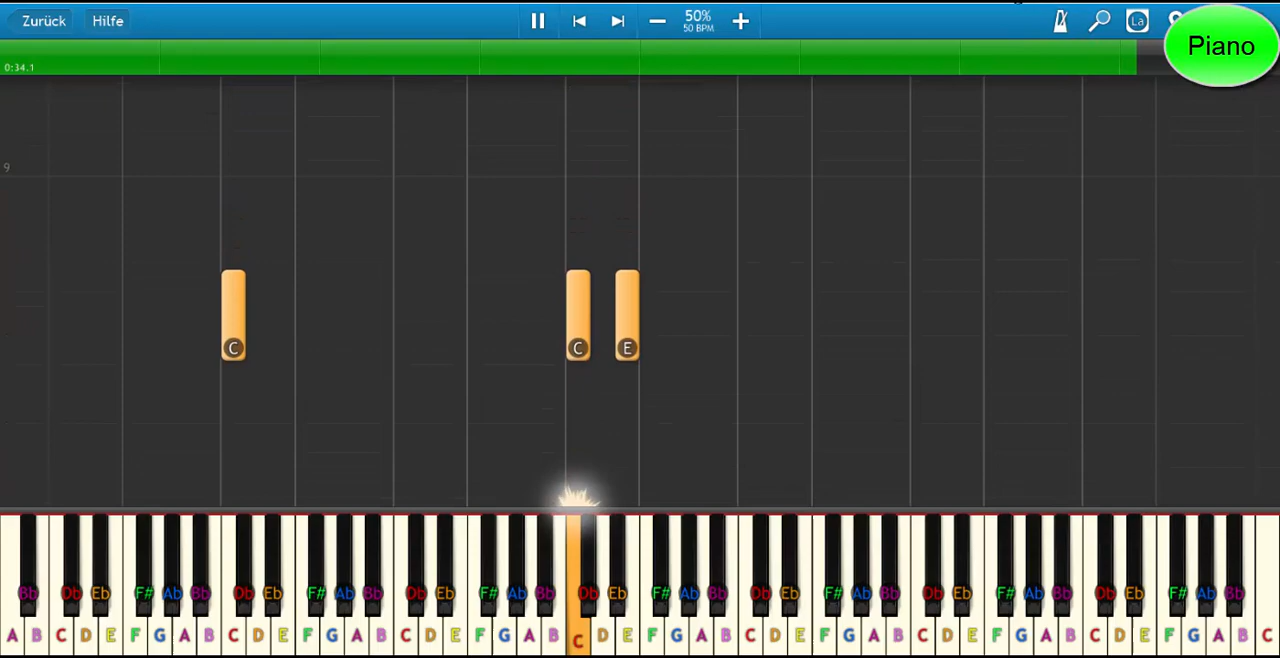 Zurück Hilfe 50% La Piano
50 BPM
0:34.1
9
C C E
Bb Db Eb F# Ab Bb Db Eb F# Ab Bb Db Eb F# Ab Bb Db Eb F# Ab Bb Db Eb F# Ab Bb Db Eb F# Ab Bb Db Eb F# Ab Bb
A B C D E F G A B C D E F G A B C D E F G A B C D E F G A B C D E F G A B C D E F G A B C D E F G A B C